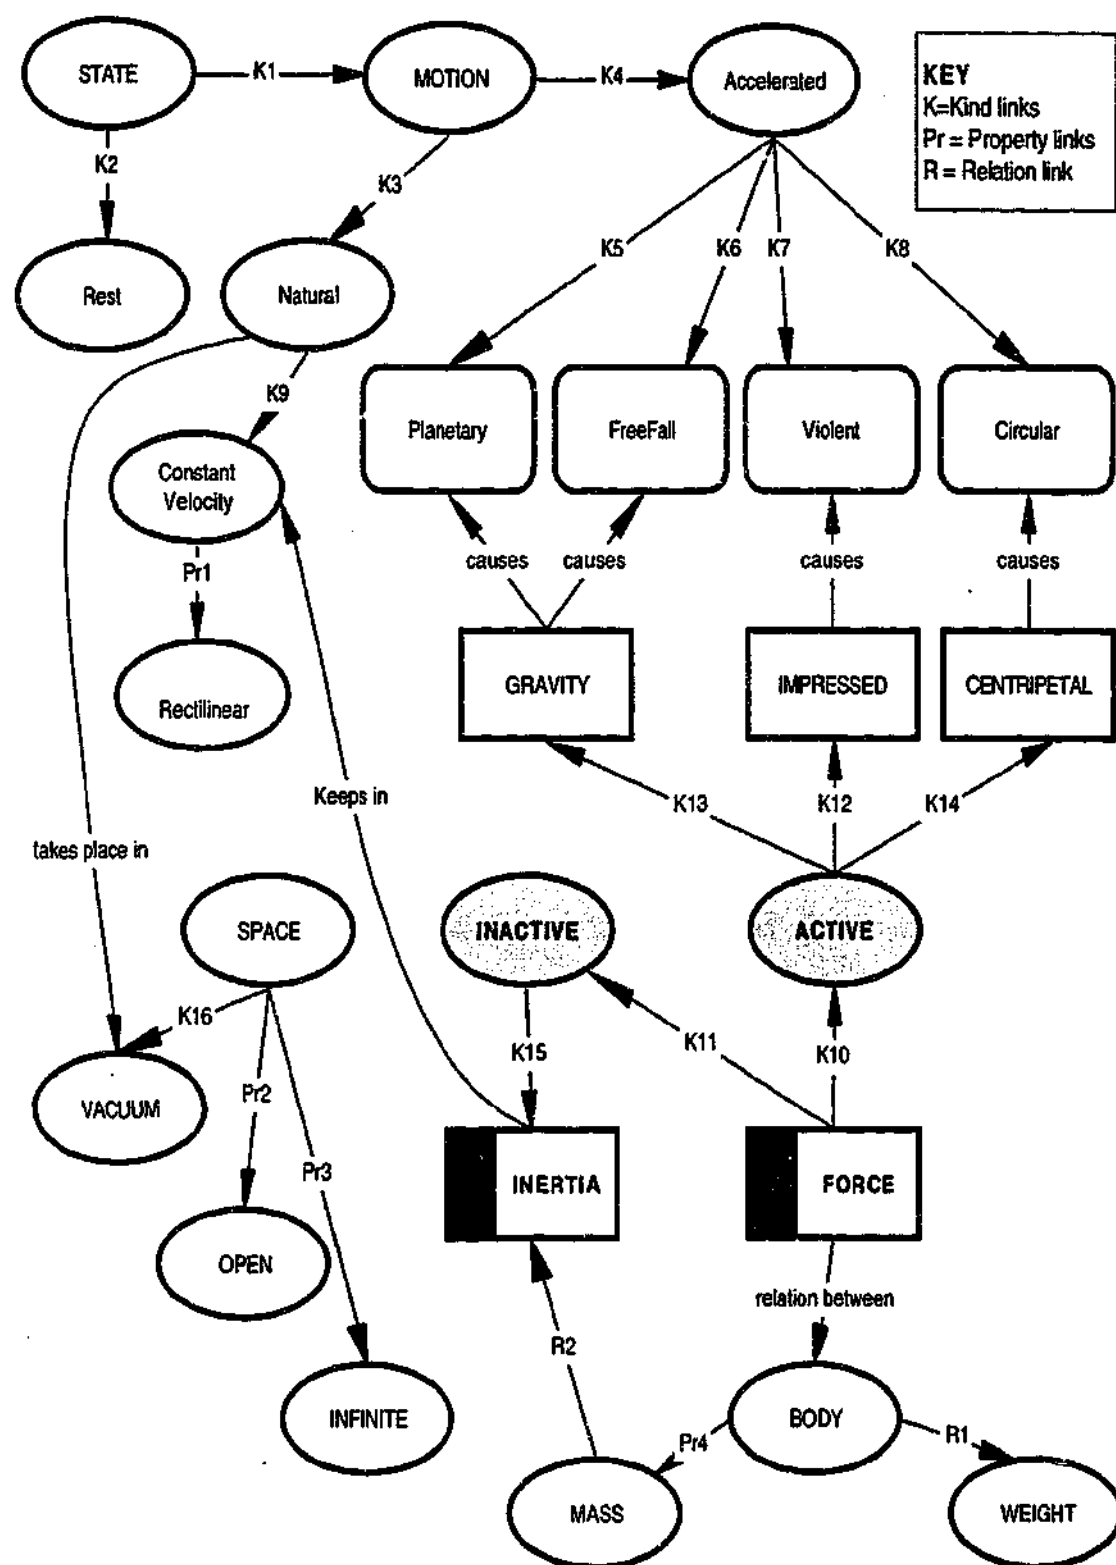 STATE
K1
MOTION
K4
Accelerated
KEY
K=Kind links
Pr = Property links
R = Relation link
K2
K3
K5
K6
K7
K8
Rest
Natural
K9
Planetary
FreeFall
Violent
Circular
Constant
Velocity
causes
causes
causes
causes
Pr1
Rectilinear
GRAVITY
IMPRESSED
CENTRIPETAL
Keeps in
K13
K12
K14
takes place in
SPACE
INACTIVE
ACTIVE
K16
K15
K11
K10
VACUUM
Pr2
Pr3
INERTIA
FORCE
OPEN
relation between
R2
INFINITE
BODY
Pr4
R1
MASS
WEIGHT